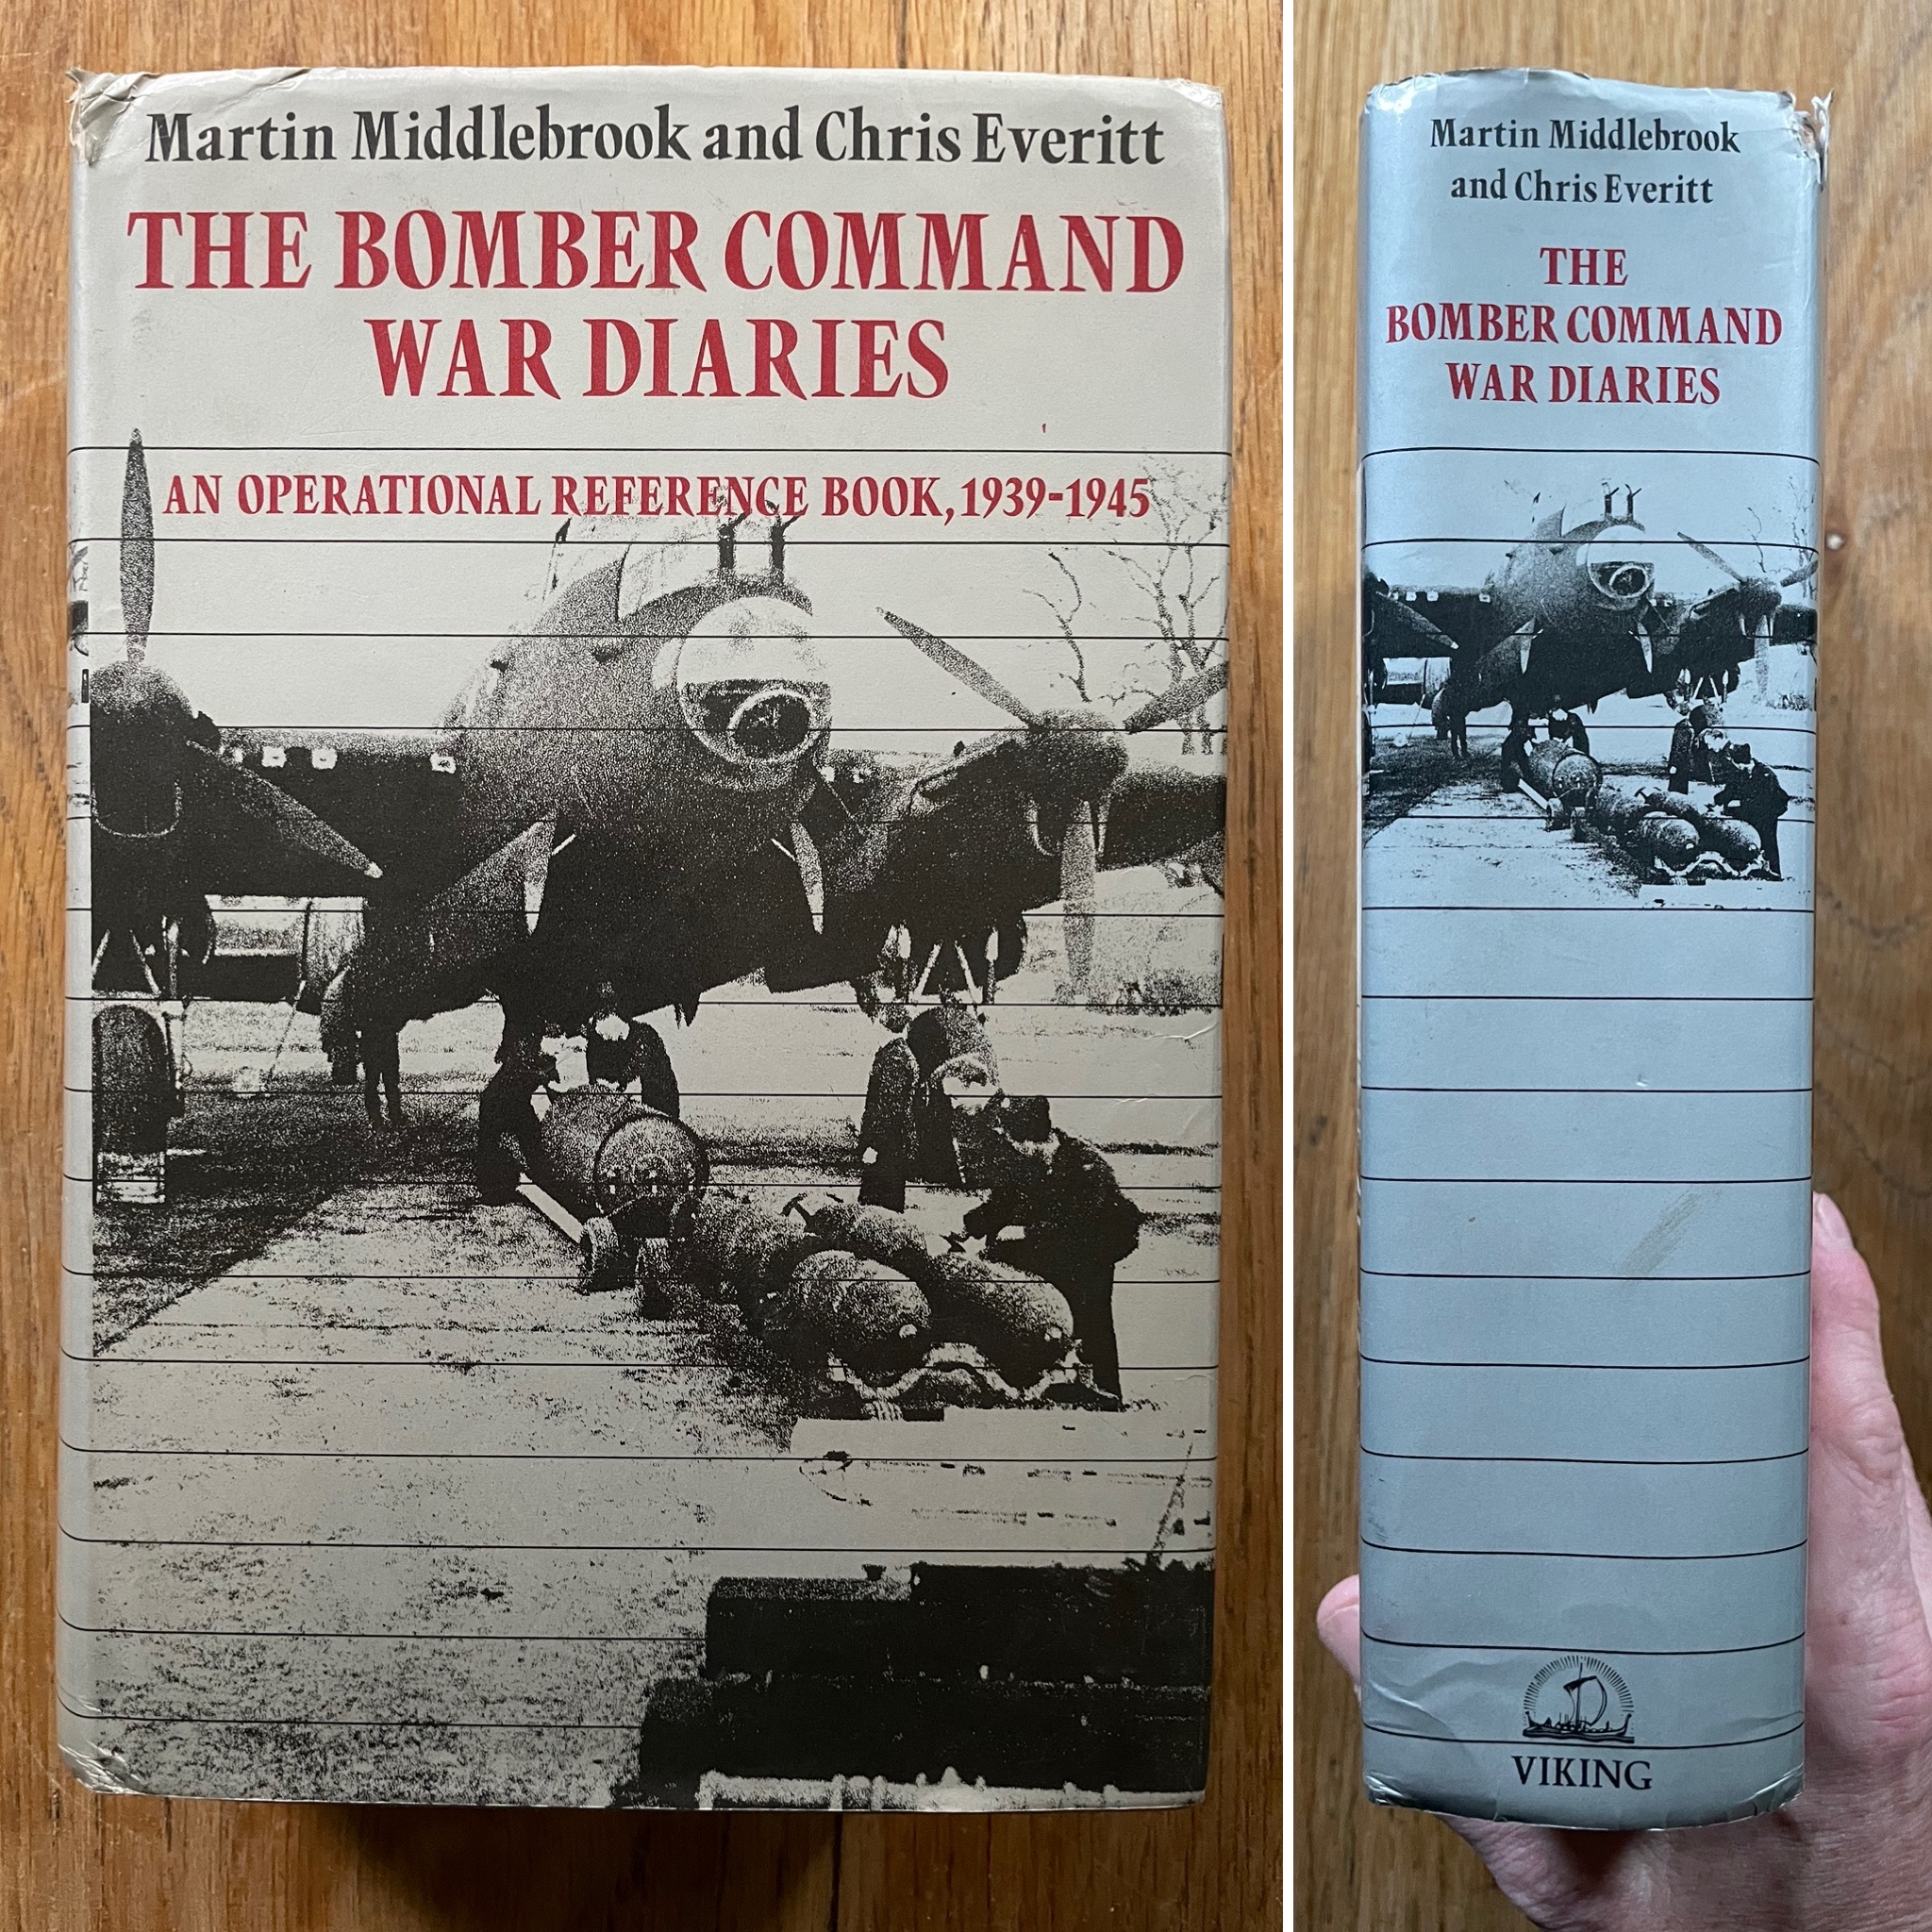 Martin Middlebrook and Chris Everitt
THE BOMBER COMMAND
WAR DIARIES
AN OPERATIONAL REFERENCE BOOK, 1939-1945
Martin Middlebrook
and Chris Everitt
THE
BOMBER COMMAND
WAR DIARIES
VIKING